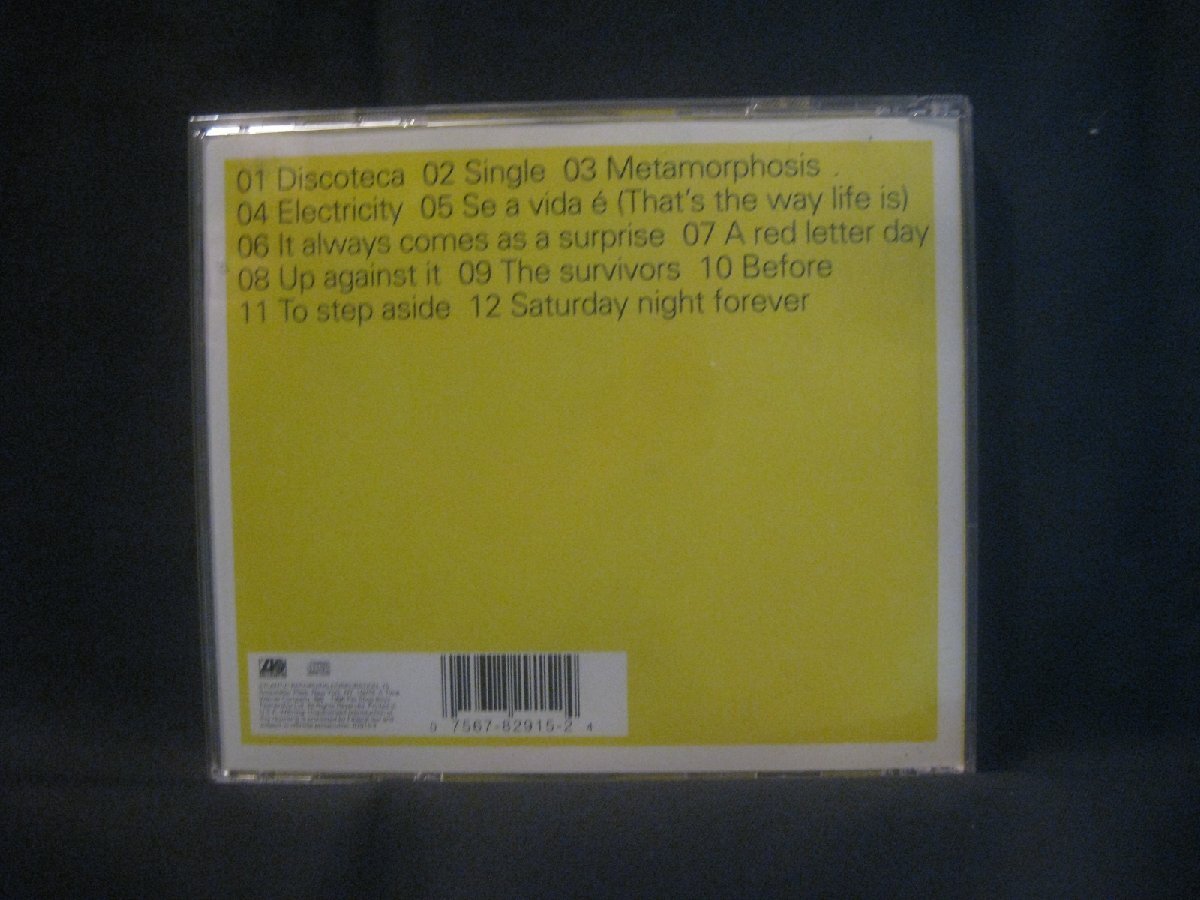 01 Discoteca 02 Single 03 Metamorphosis
04 Electricity 05 Se a vida é (That's the way life is)
06 It always comes as a surprise 07 A red letter day
08 Up against it 09 The survivors 10 Before
11 To step aside 12 Saturday night forever
0 7567-82915-2 4